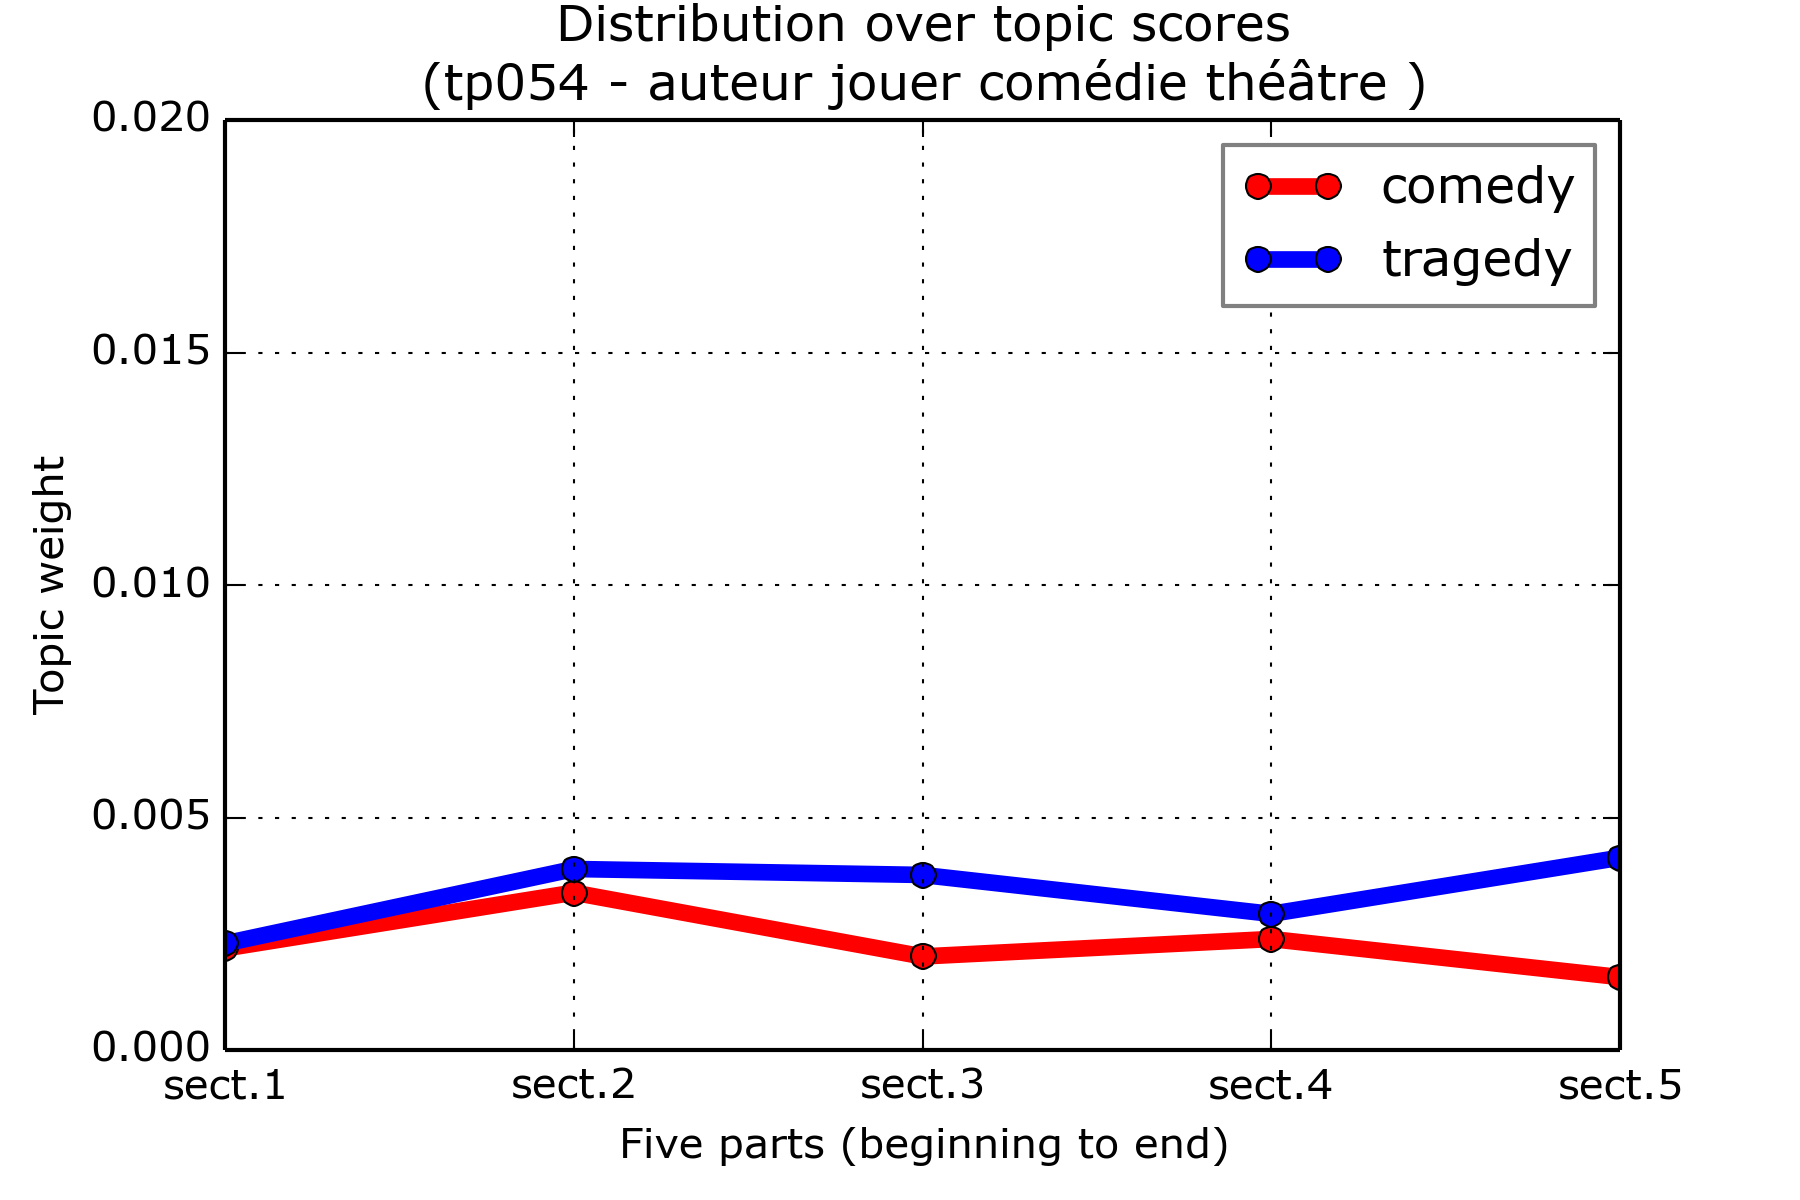 Distribution over topic scores
(tp054 - auteur jouer comédie théâtre )
0.020
comedy
tragedy
0.015
0.010
0.005
0.000
Topic weight
sect.1 sect.2 sect.3 sect.4 sect.5
Five parts (beginning to end)